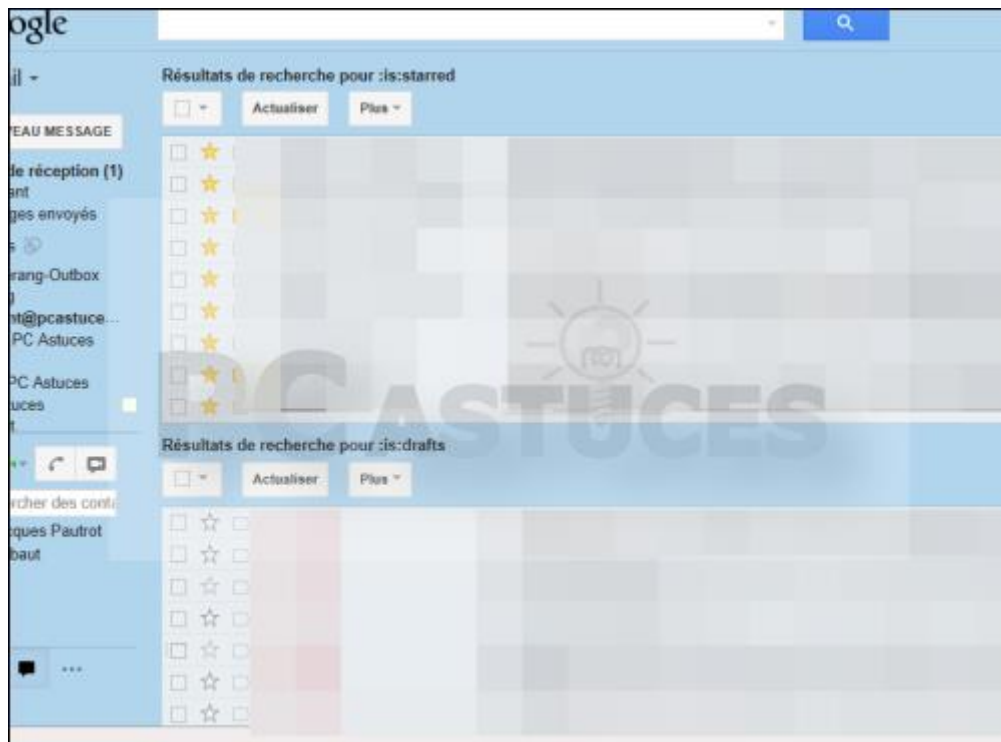 ogle
Résultats de recherche pour :is:starred
Actualiser Plus
il
EAU MESSAGE
de réception (1)
ant
ges envoyés
s
rang-Outbox
nt@pcastuce...
PC Astuces
PC Astuces
uces
Résultats de recherche pour :is:drafts
Actualiser Plus
rcher des conta
cques Pautrot
baut
PC ASTUCES